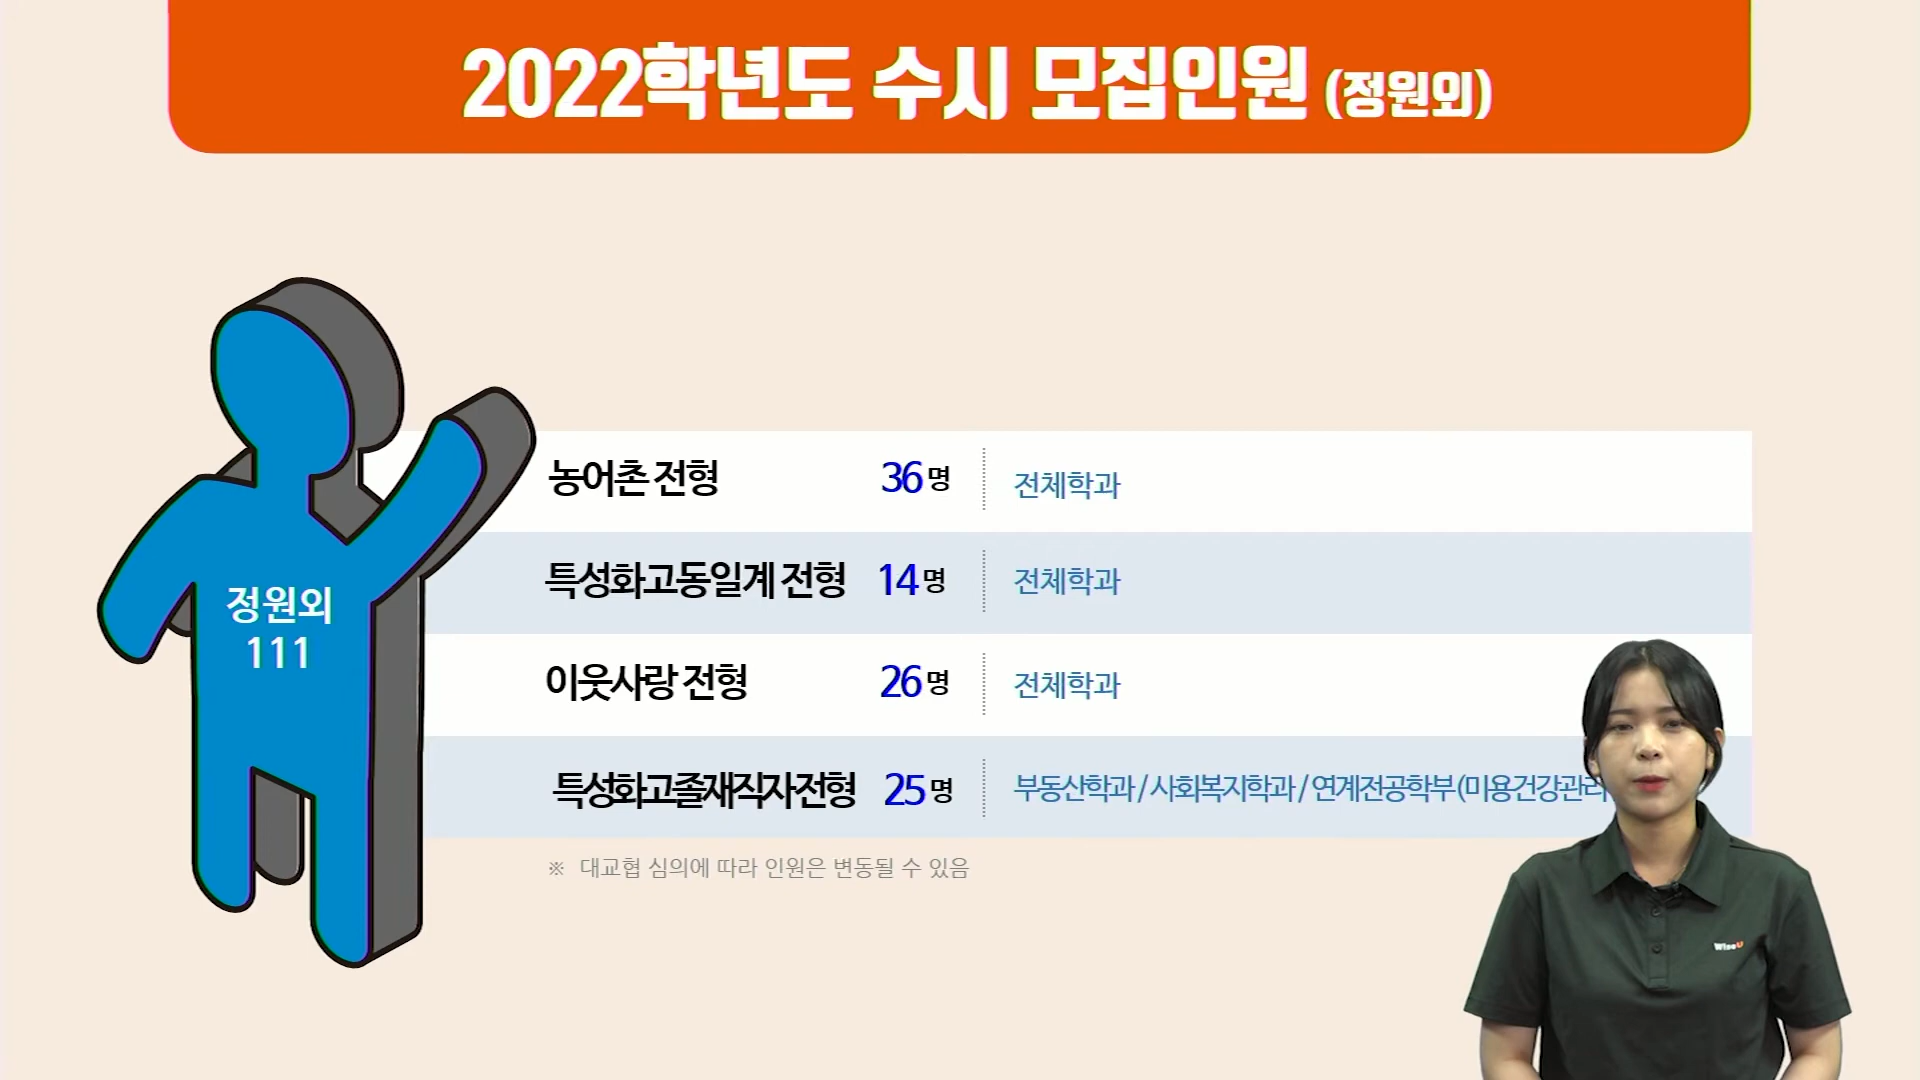 2022학년도 수시 모집인원 (정원외)
정원외
111
농어촌 전형 36명 전체학과
특성화고동일계 전형 14명 전체학과
이웃사랑 전형 26명 전체학과
특성화고졸재직자전형 25명 부동산학과 / 사회복지학과 / 연계전공학부(미용건강관리
※ 대교협 심의에 따라 인원은 변동될 수 있음
WiseU